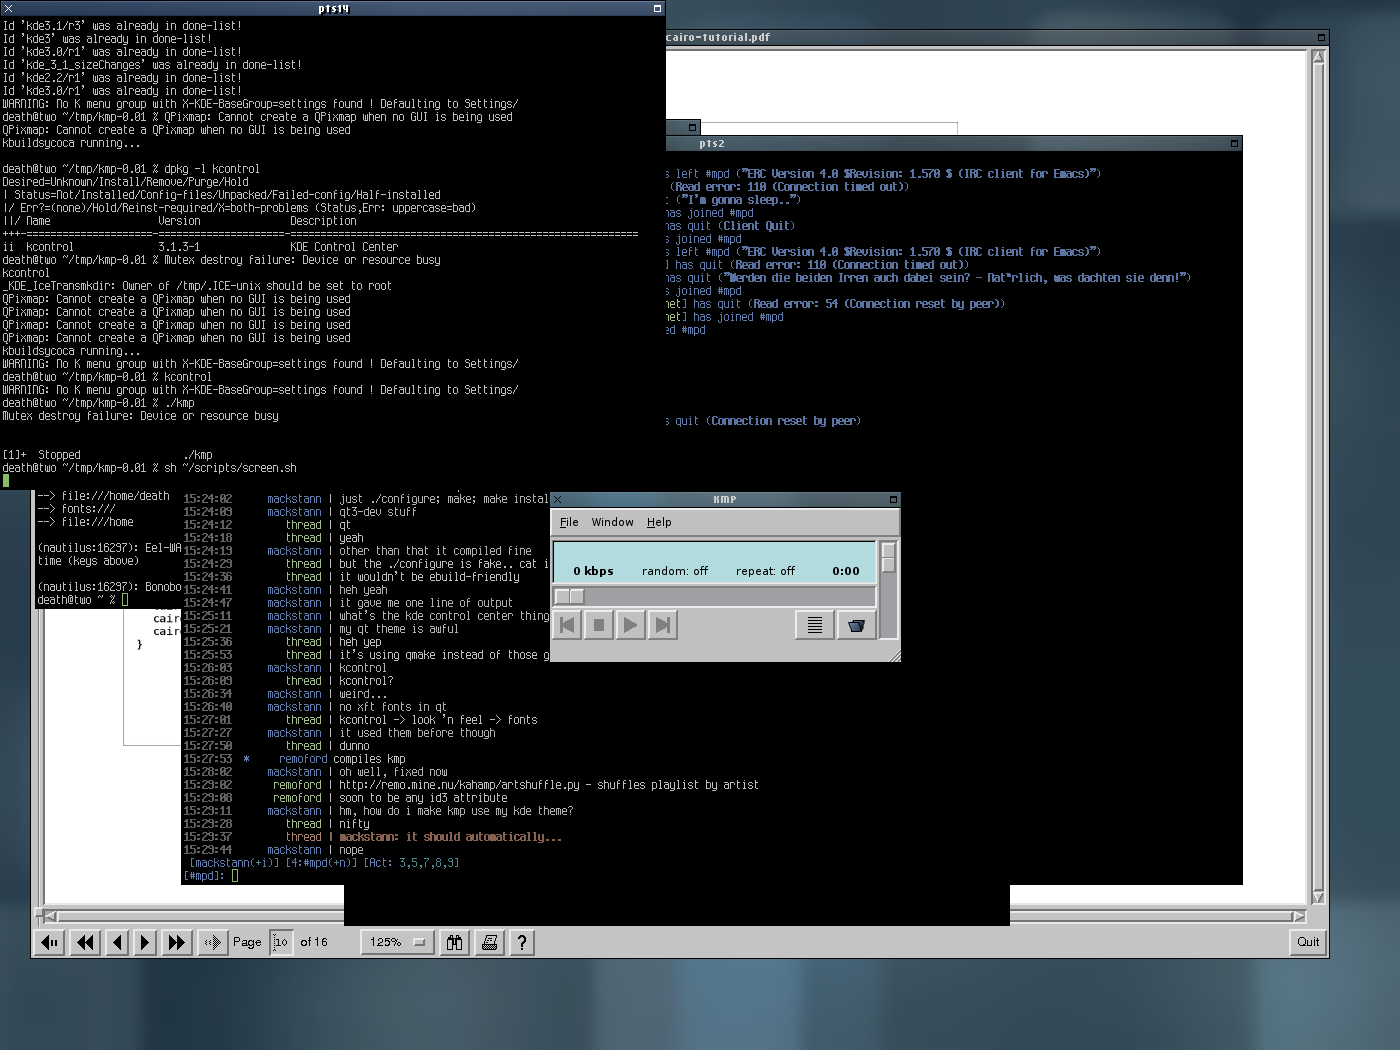 pts14
Id 'kde3.1/r3' was already in done-list!
Id 'kde3' was already in done-list!
Id 'kde3.0/r1' was already in done-list!
Id 'kde_3_1_sizeChanges' was already in done-list!
Id 'kde2.2/r1' was already in done-list!
Id 'kde3.0/r1' was already in done-list!
WARNING: No K menu group with X-KDE-BaseGroup=settings found ! Defaulting to Settings/
death@two ~/tmp/kmp-0.01 % QPixmap: Cannot create a QPixmap when no GUI is being used
QPixmap: Cannot create a QPixmap when no GUI is being used
kbuildsycoca running...
death@two ~/tmp/kmp-0.01 % dpkg -l kcontrol
Desired=Unknown/Install/Remove/Purge/Hold
| Status=Not/Installed/Config-files/Unpacked/Failed-config/Half-installed
|/ Err?=(none)/Hold/Reinst-required/X=both-problems (Status,Err: uppercase=bad)
||/ Name Version Description
+++-====================-====================-========================================================
ii kcontrol 3.1.3-1 KDE Control Center
death@two ~/tmp/kmp-0.01 % Mutex destroy failure: Device or resource busy
kcontrol
_KDE_IceTransmkdir: Owner of /tmp/.ICE-unix should be set to root
QPixmap: Cannot create a QPixmap when no GUI is being used
QPixmap: Cannot create a QPixmap when no GUI is being used
QPixmap: Cannot create a QPixmap when no GUI is being used
QPixmap: Cannot create a QPixmap when no GUI is being used
kbuildsycoca running...
WARNING: No K menu group with X-KDE-BaseGroup=settings found ! Defaulting to Settings/
death@two ~/tmp/kmp-0.01 % kcontrol
WARNING: No K menu group with X-KDE-BaseGroup=settings found ! Defaulting to Settings/
death@two ~/tmp/kmp-0.01 % ./kmp
Mutex destroy failure: Device or resource busy
[1]+ Stopped ./kmp
death@two ~/tmp/kmp-0.01 % sh ~/scripts/screen.sh
cairo-tutorial.pdf
pts2
s left #mpd ("ERC Version 4.0 $Revision: 1.570 $ (IRC client for Emacs)")
(Read error: 110 (Connection timed out))
("I'm gonna sleep..")
has joined #mpd
has quit (Client Quit)
s joined #mpd
s left #mpd ("ERC Version 4.0 $Revision: 1.570 $ (IRC client for Emacs)")
] has quit (Read error: 110 (Connection timed out))
has quit ("Werden die beiden Irren auch dabei sein? - Nat"rlich, was dachten sie denn!")
s joined #mpd
net] has quit (Read error: 54 (Connection reset by peer))
net] has joined #mpd
ed #mpd
s quit (Connection reset by peer)
--> file:///home/death
--> fonts:///
--> file:///home
(nautilus:16297): Eel-WA
time (keys above)
(nautilus:16297): Bonobo
death@two ~ %
cair
cair
}
15:24:02 mackstann | just ./configure; make; make instal
15:24:09 mackstann | qt3-dev stuff
15:24:12 thread | qt
15:24:18 thread | yeah
15:24:19 mackstann | other than that it compiled fine
15:24:29 thread | but the ./configure is fake.. cat i
15:24:36 thread | it wouldn't be ebuild-friendly
15:24:41 mackstann | heh yeah
15:24:47 mackstann | it gave me one line of output
15:25:11 mackstann | what's the kde control center thing
15:25:21 mackstann | my qt theme is awful
15:25:36 thread | heh yep
15:25:53 thread | it's using qmake instead of those g
15:26:03 mackstann | kcontrol
15:26:09 thread | kcontrol?
15:26:34 mackstann | weird...
15:26:40 mackstann | no xft fonts in qt
15:27:01 thread | kcontrol -> look 'n feel -> fonts
15:27:27 mackstann | it used them before though
15:27:50 thread | dunno
15:27:53 * remoford compiles kmp
15:28:02 mackstann | oh well, fixed now
15:29:02 remoford | http://remo.mine.nu/kahamp/artshuffle.py - shuffles playlist by artist
15:29:08 remoford | soon to be any id3 attribute
15:29:11 mackstann | hm, how do i make kmp use my kde theme?
15:29:28 thread | nifty
15:29:37 thread | mackstann: it should automatically...
15:29:44 mackstann | nope
[mackstann(+i)] [4:#mpd(+n)] [Act: 3,5,7,8,9]
[#mpd]:
KMP
File Window Help
0 kbps random: off repeat: off 0:00
Page 10 of 16 125% ? Quit